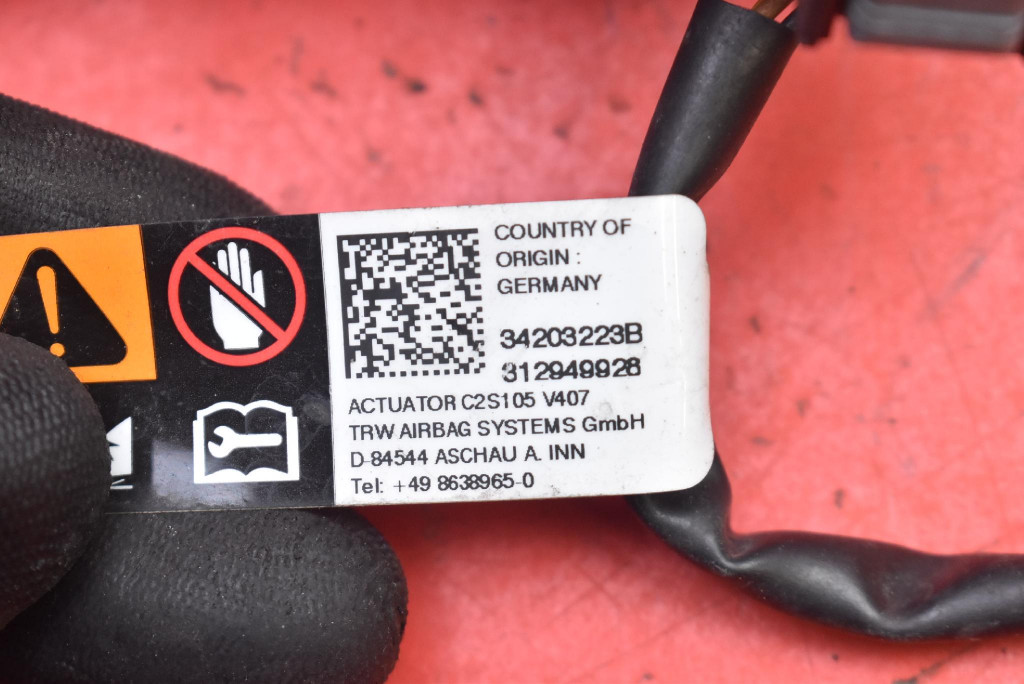 COUNTRY OF
ORIGIN :
GERMANY
34203223B
312949928
ACTUATOR C2S105 V407
TRW AIRBAG SYSTEMS GmbH
D-84544 ASCHAU A. INN
Tel: +49 8638965-0